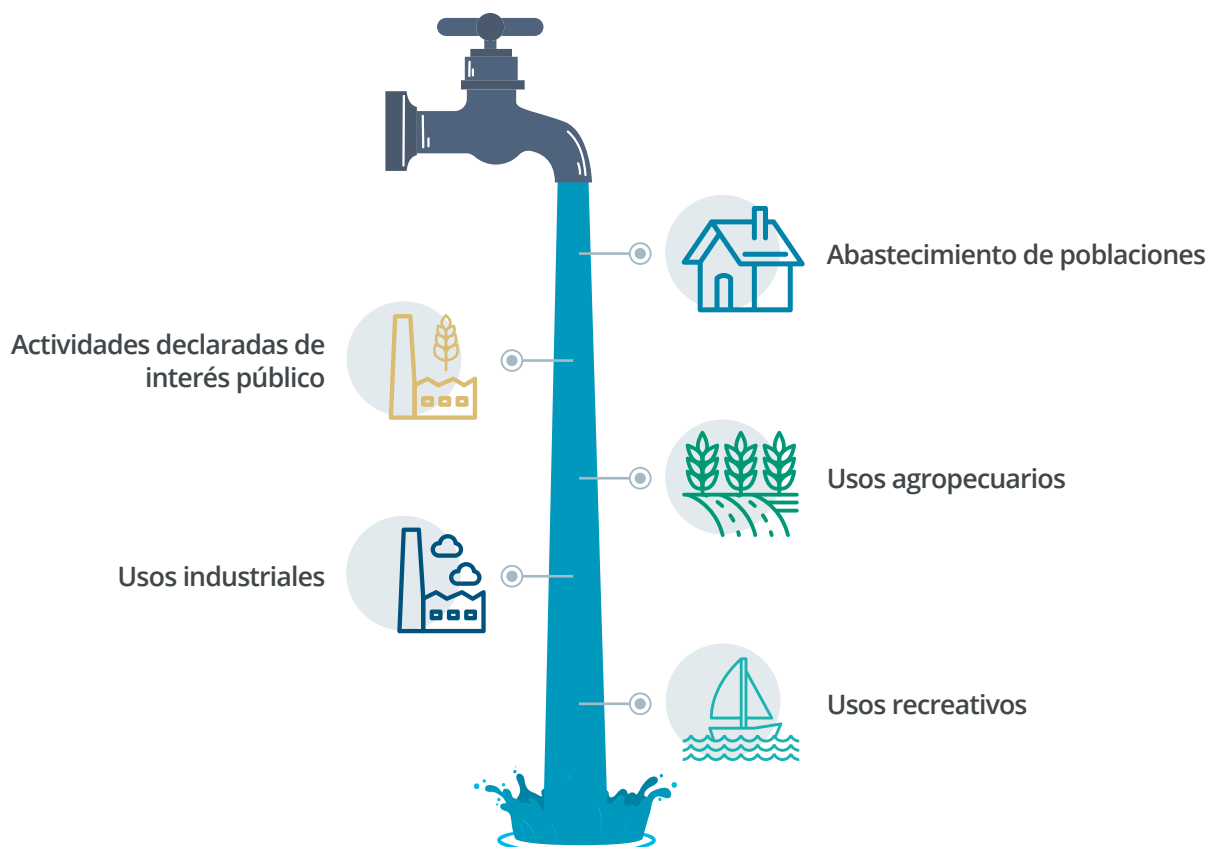 Abastecimiento de poblaciones
Actividades declaradas de
interés público
Usos agropecuarios
Usos industriales
Usos recreativos